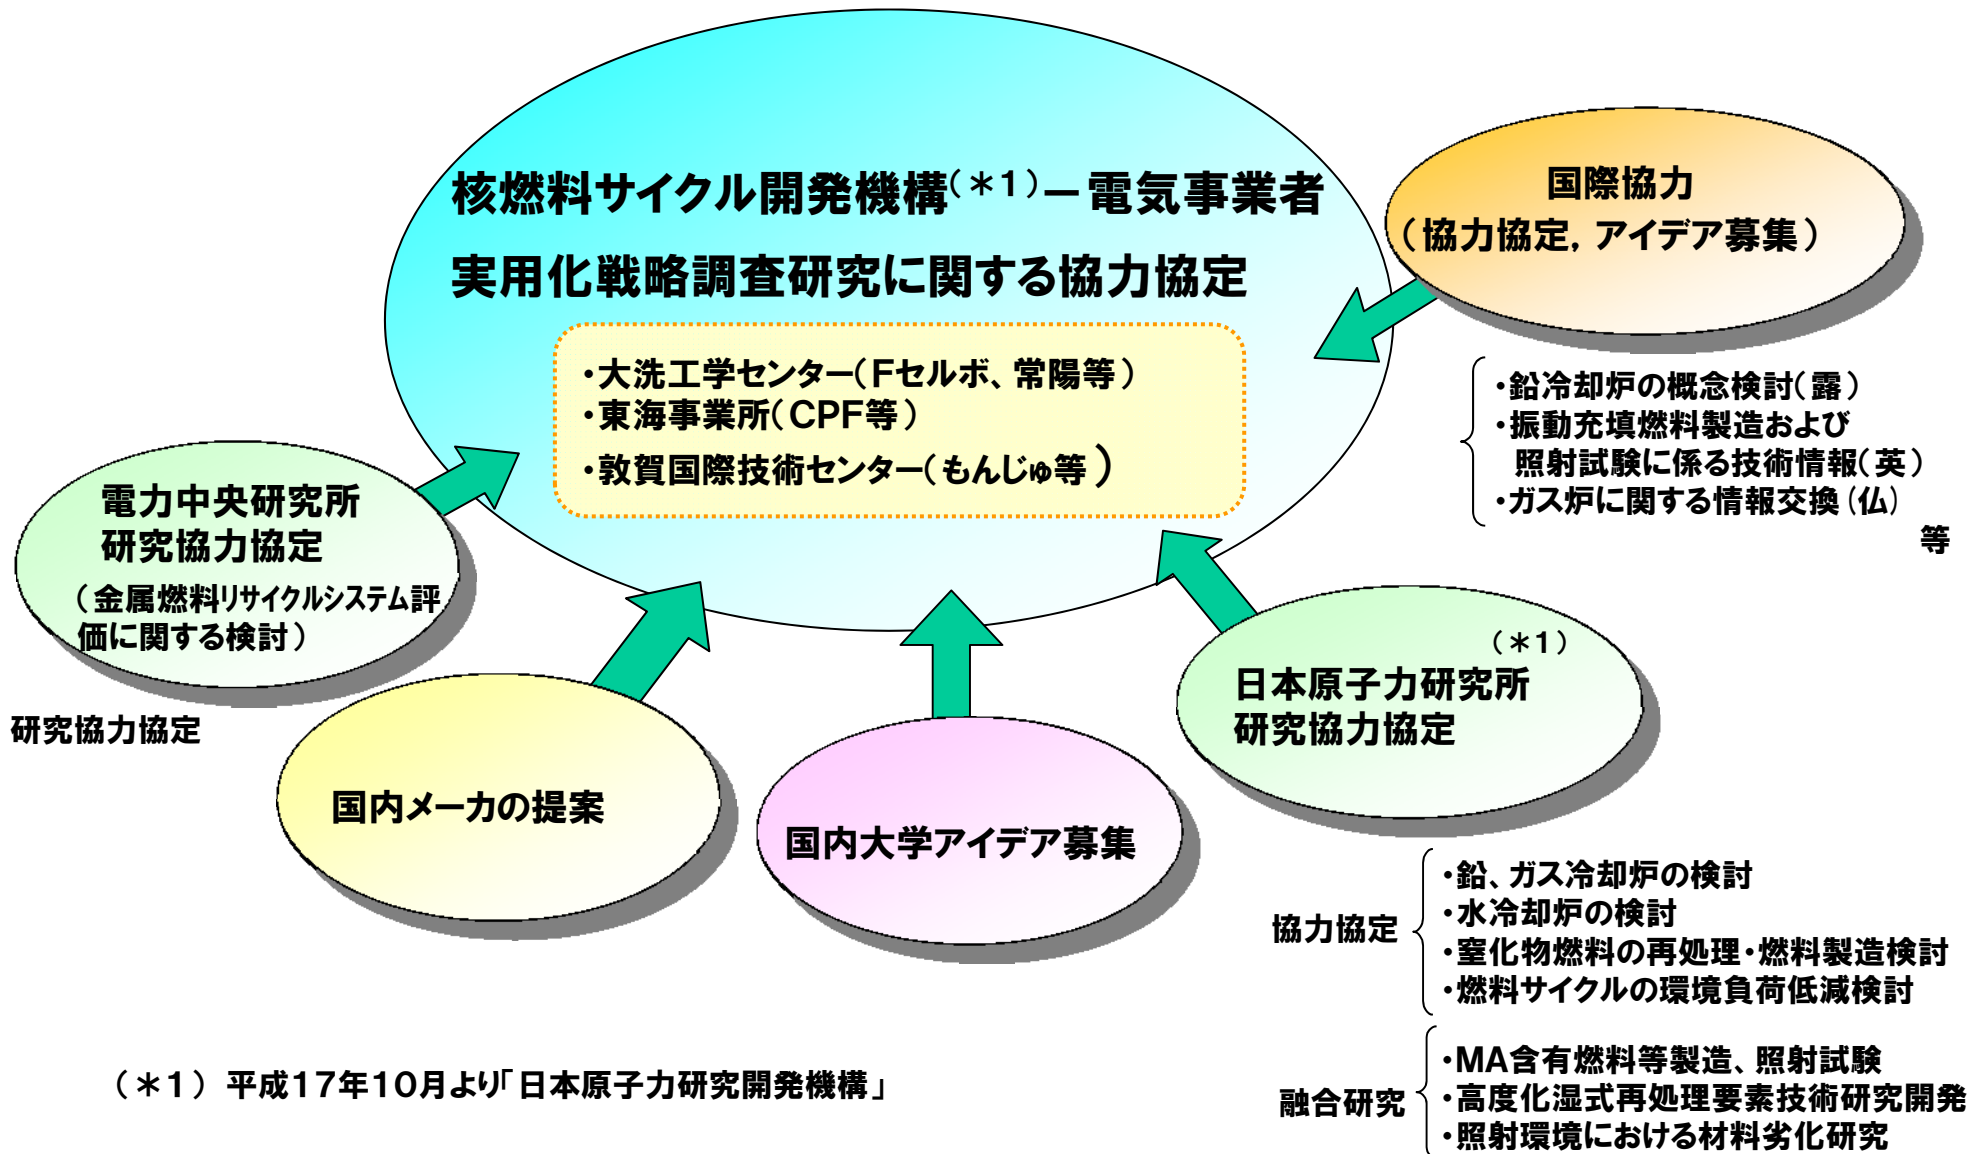 核燃料サイクル開発機構(＊1)－電気事業者
実用化戦略調査研究に関する協力協定
・大洗工学センター(Fセルボ、常陽等)
・東海事業所(CPF等)
・敦賀国際技術センター(もんじゅ等)
国際協力
(協力協定, アイデア募集)
・鉛冷却炉の概念検討(露)
・振動充填燃料製造および
照射試験に係る技術情報(英)
・ガス炉に関する情報交換(仏)
等
電力中央研究所
研究協力協定
(金属燃料リサイクルシステム評
価に関する検討)
研究協力協定
国内メーカの提案
国内大学アイデア募集
(＊1)
日本原子力研究所
研究協力協定
協力協定
・鉛、ガス冷却炉の検討
・水冷却炉の検討
・窒化物燃料の再処理・燃料製造検討
・燃料サイクルの環境負荷低減検討
融合研究
・MA含有燃料等製造、照射試験
・高度化湿式再処理要素技術研究開発
・照射環境における材料劣化研究
(＊1) 平成17年10月より「日本原子力研究開発機構」